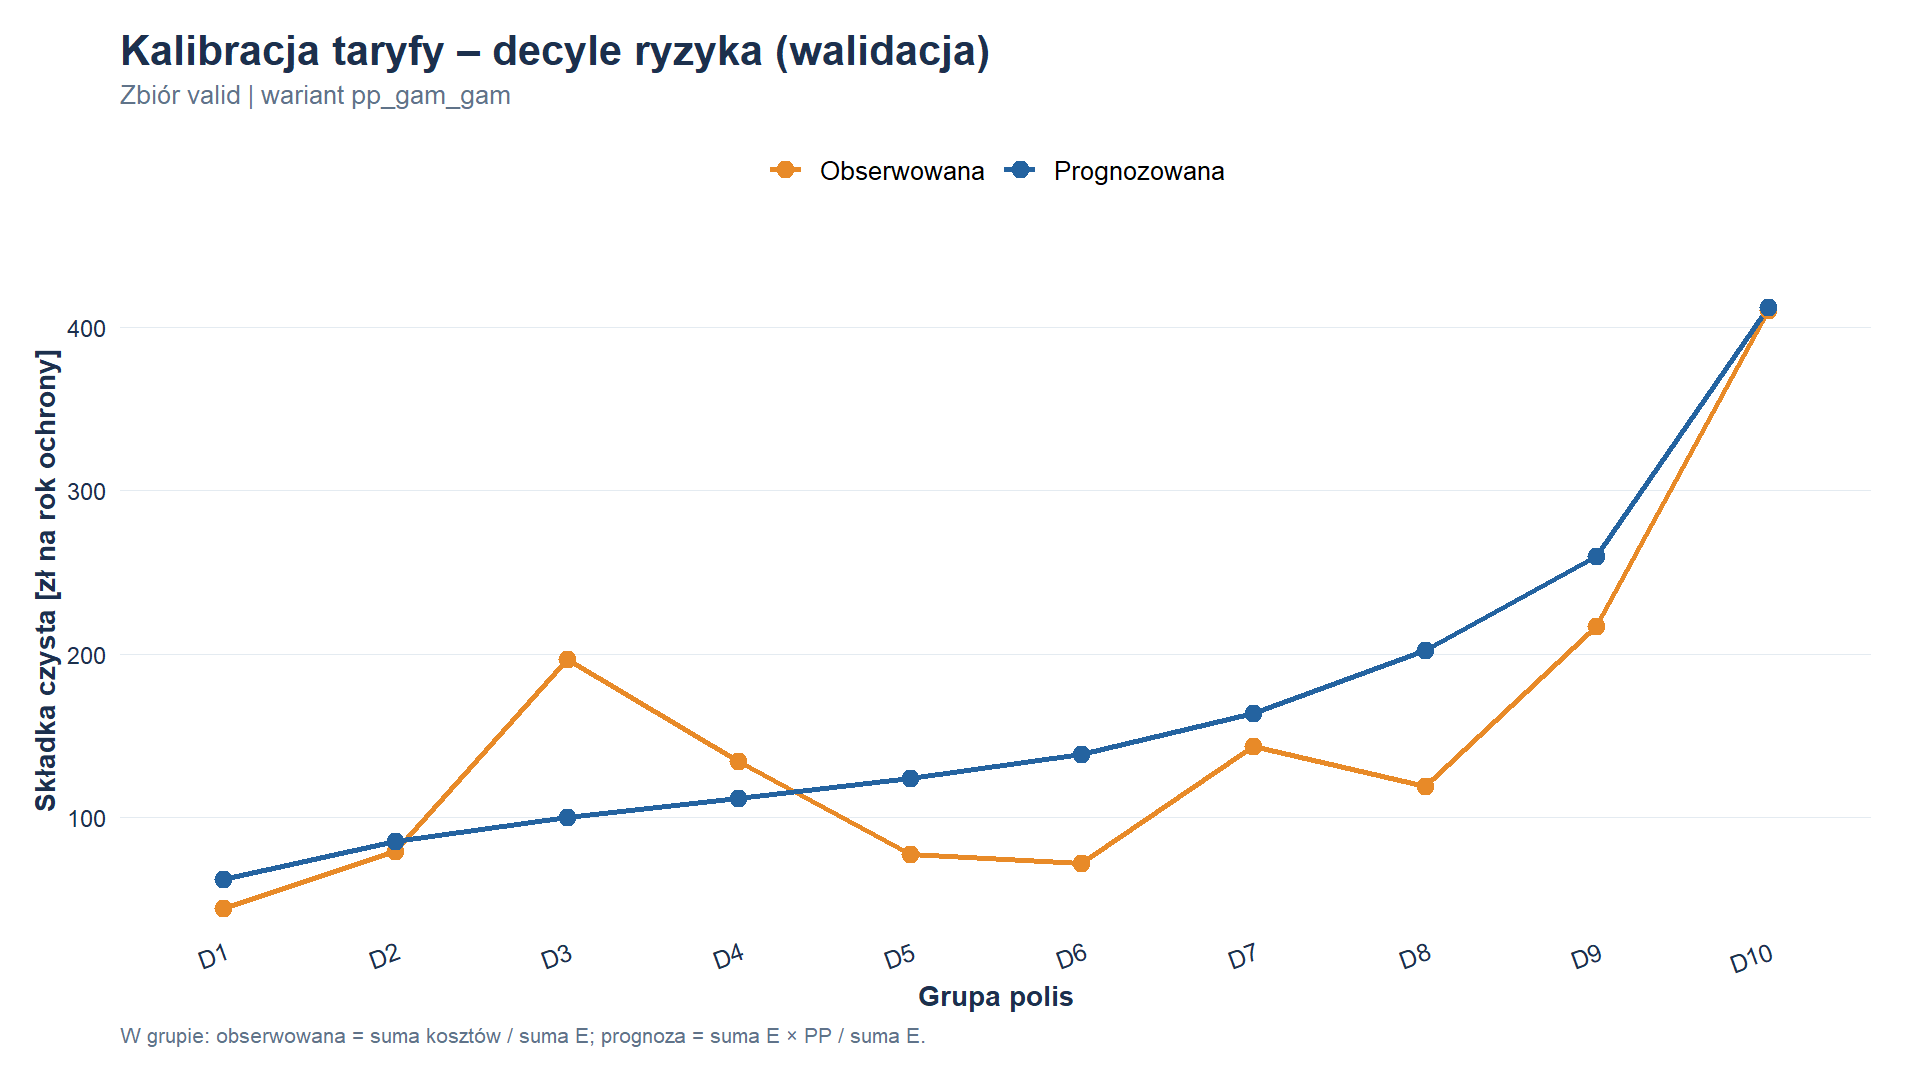 Kalibracja taryfy – decyle ryzyka (walidacja)
Zbiór valid | wariant pp_gam_gam
Obserwowana
Prognozowana
Składka czysta [zł na rok ochrony]
400
300
200
100
D1
D2
D3
D4
D5
D6
D7
D8
D9
D10
Grupa polis
W grupie: obserwowana = suma kosztów / suma E; prognoza = suma E × PP / suma E.